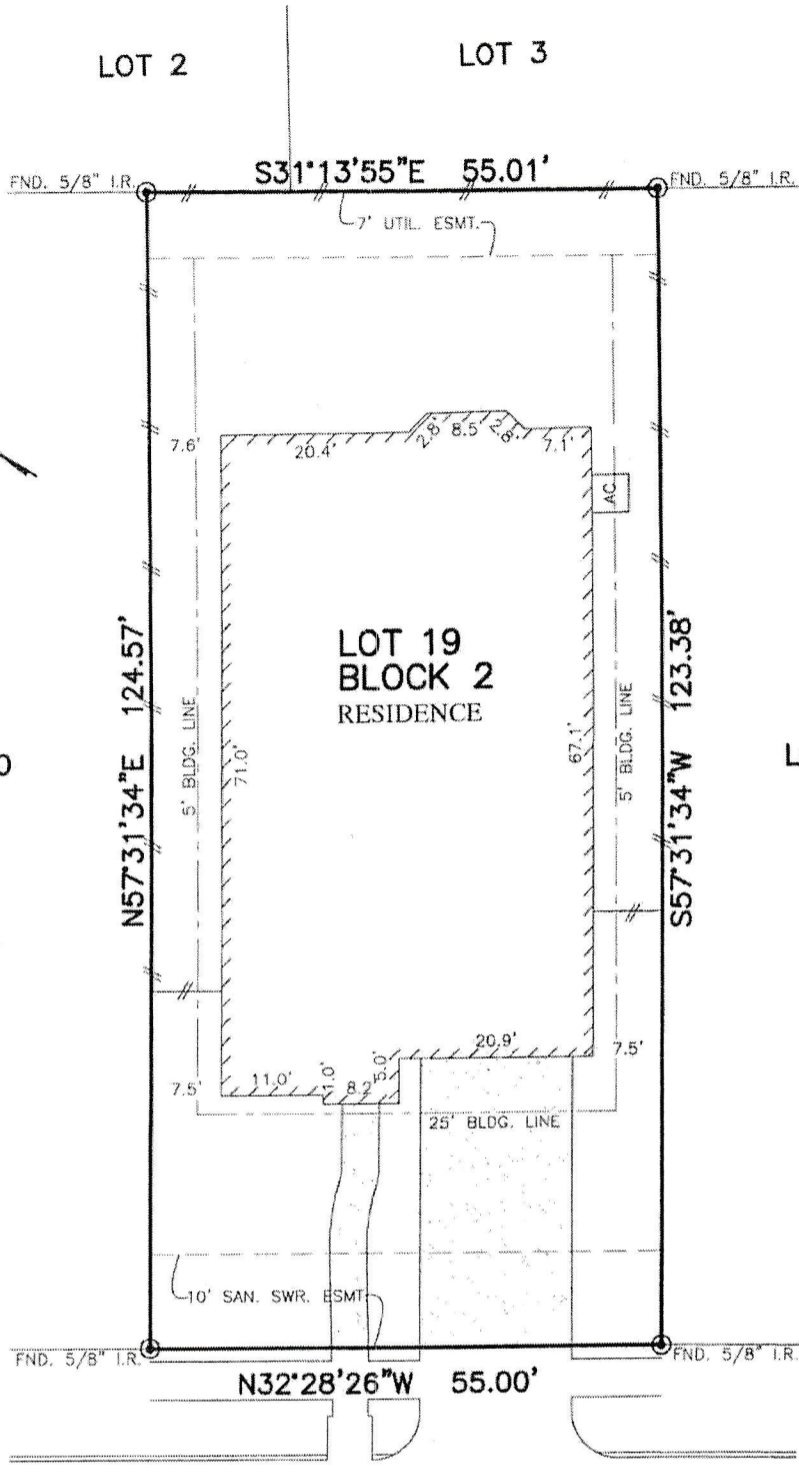 LOT 2
LOT 3
FND. 5/8" I.R.
S31°13'55"E 55.01'
FND. 5/8" I.R.
7' UTIL. ESMT.
7.6'
20.4'
2.8'
8.5'
2.8'
7.1'
AC
LOT 19
BLOCK 2
RESIDENCE
N57°31'34"E 124.57'
5' BLDG. LINE
71.0'
67.1'
5' BLDG. LINE
S57°31'34"W 123.38'
L
7.5'
11.0'
1.0'
8.2'
5.0'
20.9'
7.5'
25' BLDG. LINE
10' SAN. SWR. ESMT.
FND. 5/8" I.R.
N32°28'26"W 55.00'
FND. 5/8" I.R.